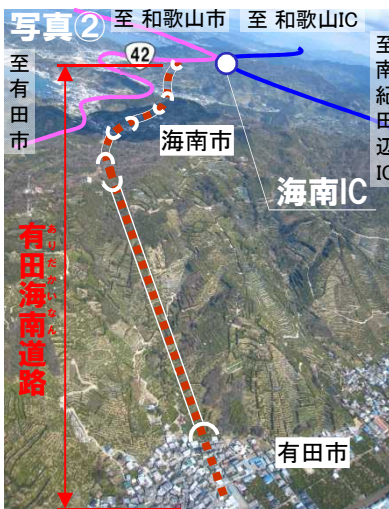 写真②
至 和歌山市
至 和歌山IC
42
至有田市
至南紀田辺IC
海南市
海南IC
有田海南道路
ありだかいなん
有田市